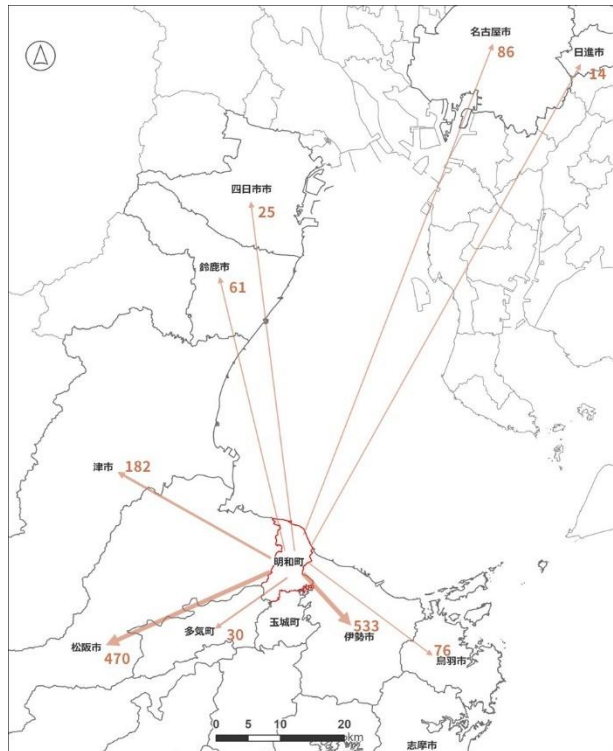 名古屋市
86
日進市
14
四日市市
25
鈴鹿市
61
津市
182
明和町
松阪市
470
多気町
30
玉城町
533
伊勢市
76
鳥羽市
志摩市
0 5 10 20
km